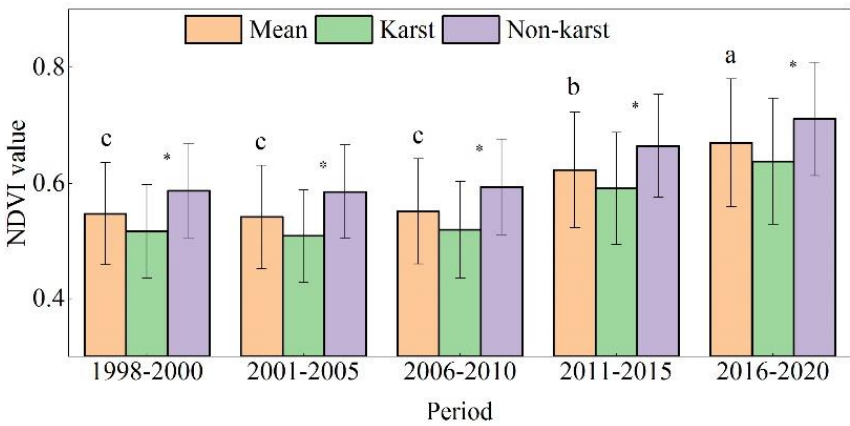 Mean Karst Non-karst
0.8
0.6
0.4
NDVI value
c * c * c * b * a *
1998-2000 2001-2005 2006-2010 2011-2015 2016-2020
Period